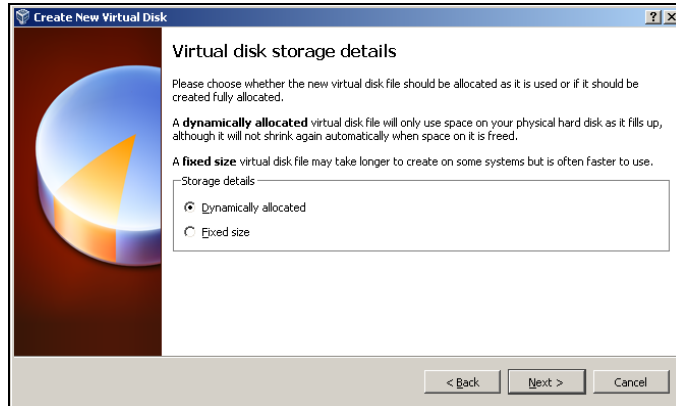 Create New Virtual Disk
Virtual disk storage details
Please choose whether the new virtual disk file should be allocated as it is used or if it should be
created fully allocated.
A dynamically allocated virtual disk file will only use space on your physical hard disk as it fills up,
although it will not shrink again automatically when space on it is freed.
A fixed size virtual disk file may take longer to create on some systems but is often faster to use.
Storage details
Dynamically allocated
Fixed size
< Back Next > Cancel